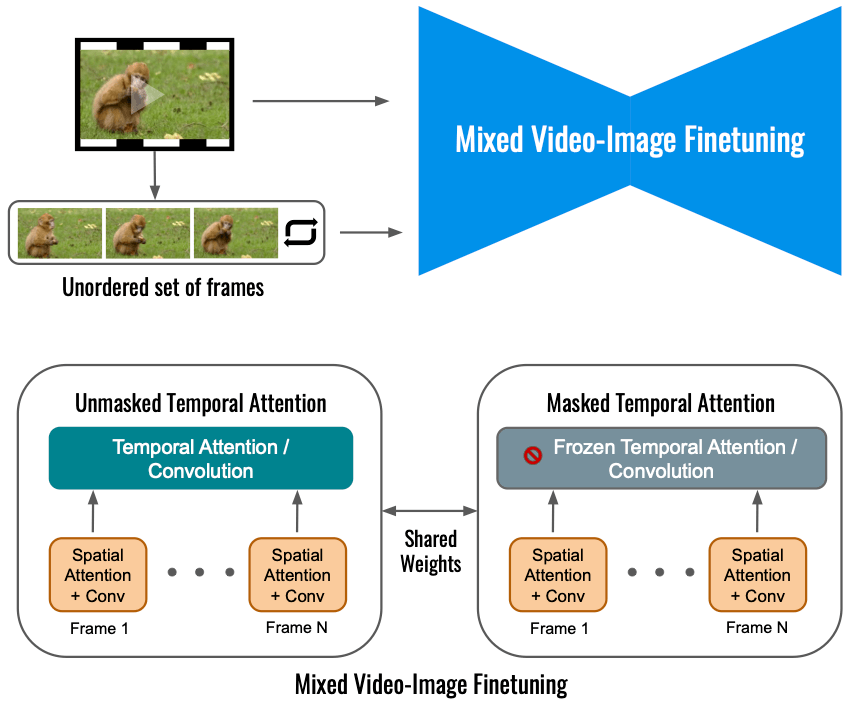 Mixed Video-Image Finetuning
Unordered set of frames
Unmasked Temporal Attention
Temporal Attention /
Convolution
Spatial
Attention
+ Conv
Frame 1
Spatial
Attention
+ Conv
Frame N
Shared
Weights
Masked Temporal Attention
Frozen Temporal Attention /
Convolution
Spatial
Attention
+ Conv
Frame 1
Spatial
Attention
+ Conv
Frame N
Mixed Video-Image Finetuning